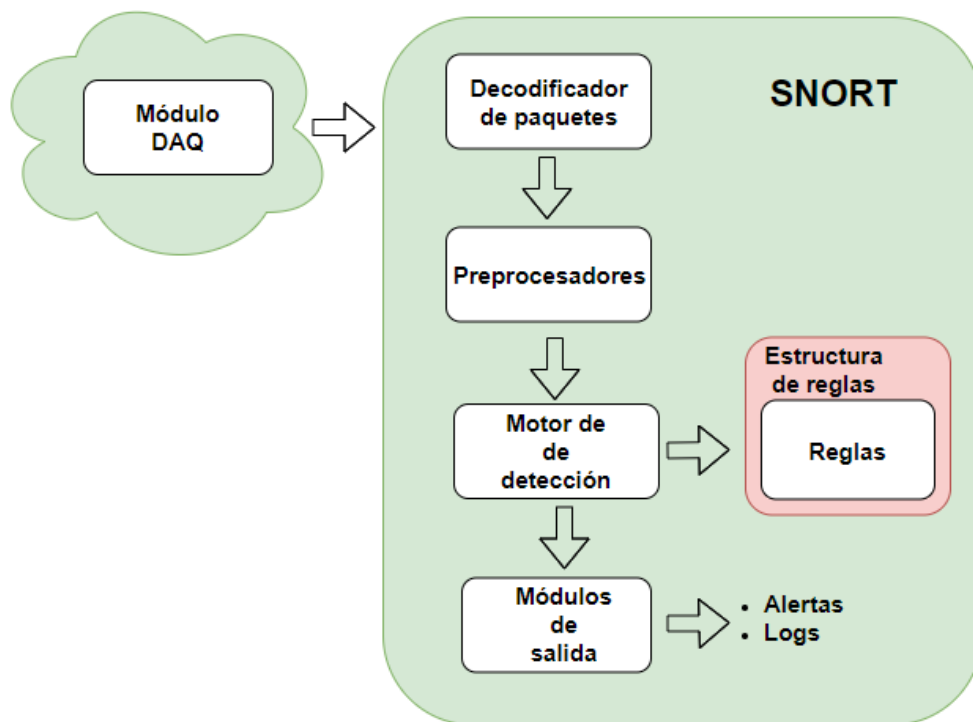 Módulo
DAQ
SNORT
Decodificador
de paquetes
Preprocesadores
Motor de
de
detección
Estructura
de reglas
Reglas
Módulos
de
salida
• Alertas
• Logs